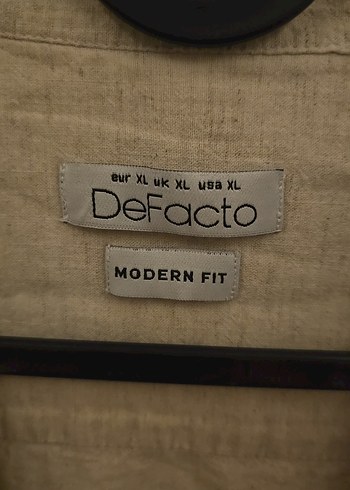 eur XL uk XL usa XL
DeFacto
MODERN FIT